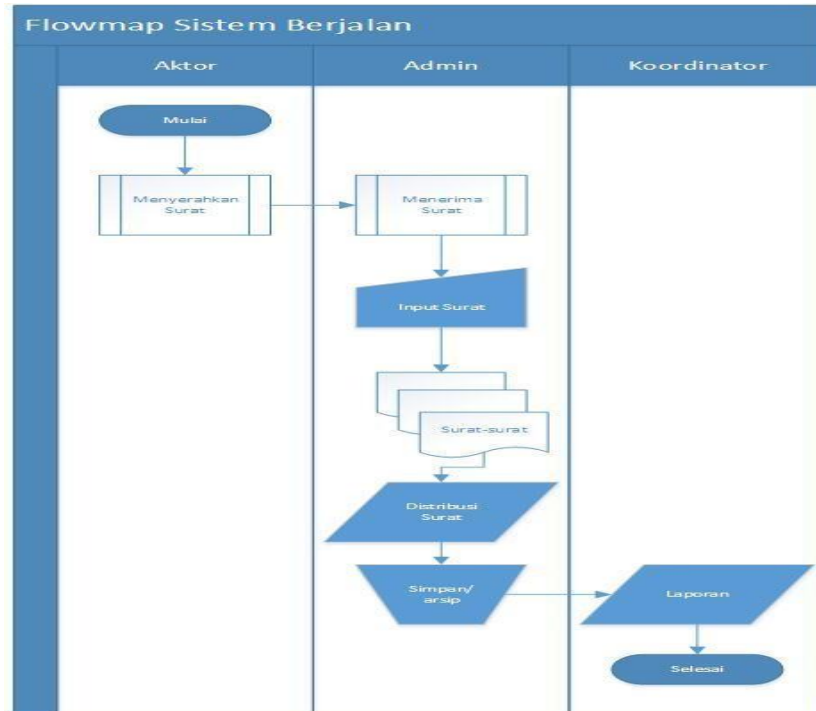 Flowmap Sistem Berjalan
Aktor
Admin
Koordinator
Mulai
Menyerahkan
Surat
Menerima
Surat
Input Surat
Surat-surat
Distribusi
Surat
Simpan/
arsip
Laporan
Selesai